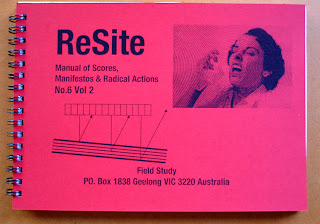 ReSite
Manual of Scores,
Manifestos & Radical Actions
No.6 Vol 2
Field Study
P.O. Box 1838 Geelong VIC 3220 Australia